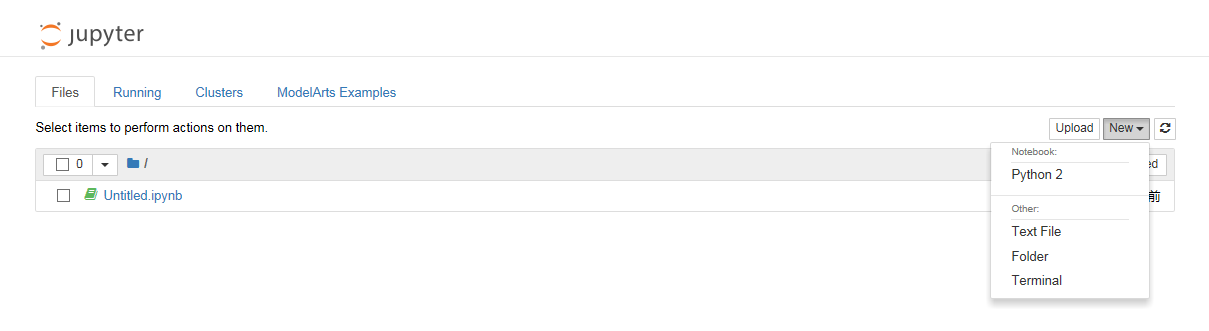 jupyter
Files Running Clusters ModelArts Examples
Select items to perform actions on them.
Upload New
0 /
Untitled.ipynb
前
Notebook:
Python 2
Other:
Text File
Folder
Terminal